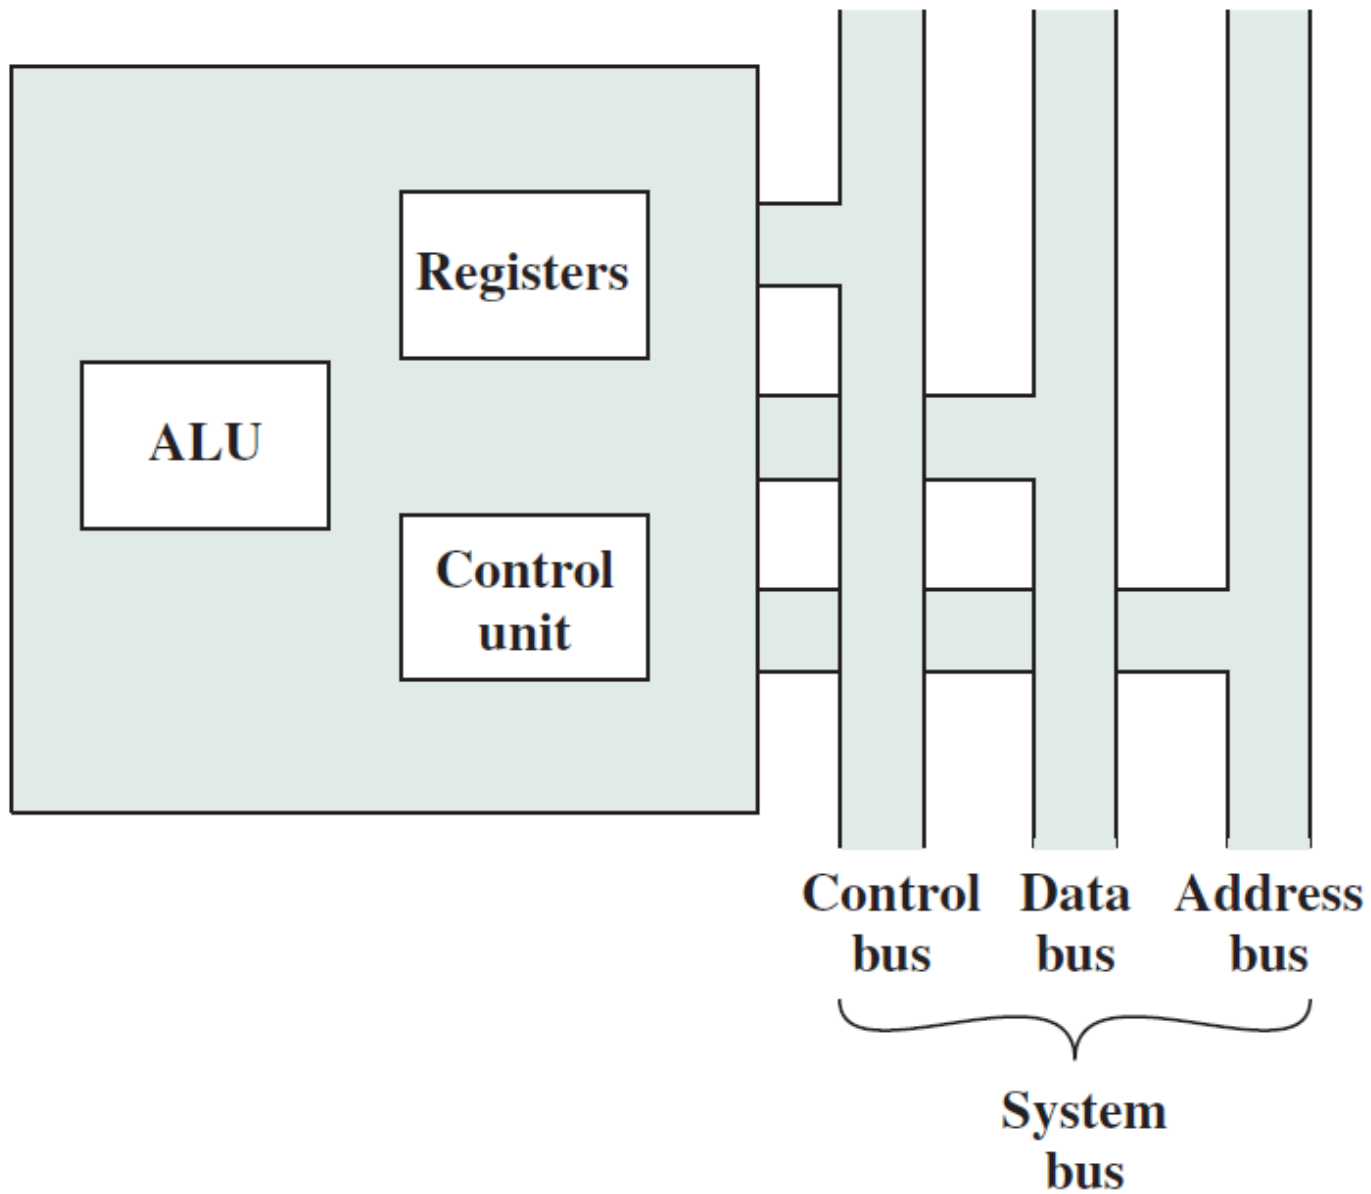 Registers
ALU
Control
unit
Control
bus
Data
bus
Address
bus
System
bus